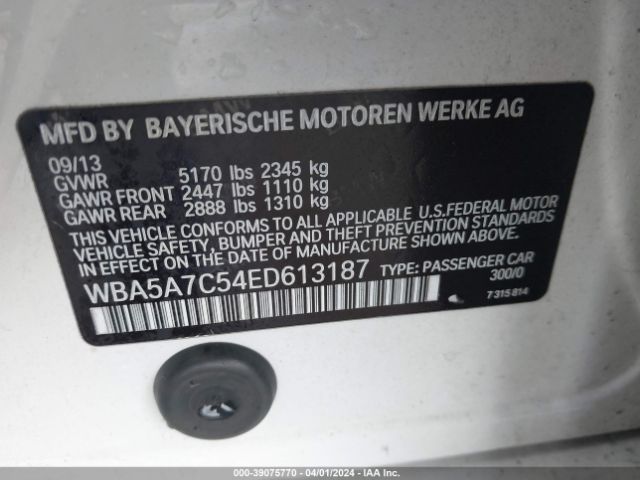 MFD BY BAYERISCHE MOTOREN WERKE AG
09/13
GVWR 5170 lbs 2345 kg
GAWR FRONT 2447 lbs 1110 kg
GAWR REAR 2888 lbs 1310 kg
THIS VEHICLE CONFORMS TO ALL APPLICABLE U.S.FEDERAL MOTOR
VEHICLE SAFETY, BUMPER, AND THEFT PREVENTION STANDARDS
IN EFFECT ON THE DATE OF MANUFACTURE SHOWN ABOVE.
WBA5A7C54ED613187 TYPE: PASSENGER CAR
300/0
7 315 814
000-39075770 - 04/01/2024 - IAA Inc.